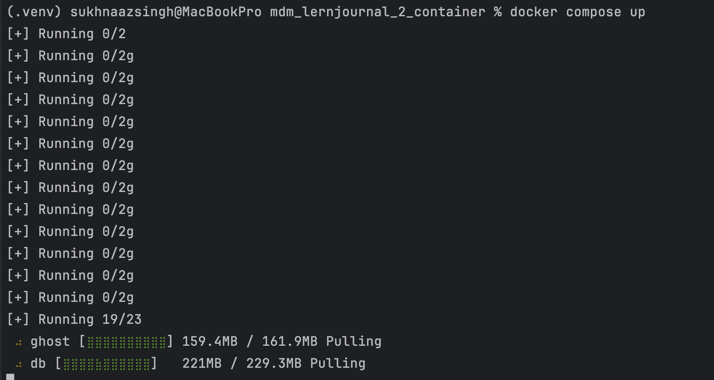 (.venv) sukhnaazsingh@MacBookPro mdm_lernjournal_2_container % docker compose up
[+] Running 0/2
[+] Running 0/2g
[+] Running 0/2g
[+] Running 0/2g
[+] Running 0/2g
[+] Running 0/2g
[+] Running 0/2g
[+] Running 0/2g
[+] Running 0/2g
[+] Running 0/2g
[+] Running 0/2g
[+] Running 0/2g
[+] Running 0/2g
[+] Running 19/23
ghost [⣿⣿⣿⣿⣿⣿⣿⣿⣿⣿] 159.4MB / 161.9MB Pulling
db [⣿⣿⣿⣿⣦⣿⣿⣿⣿⣿⣿] 221MB / 229.3MB Pulling